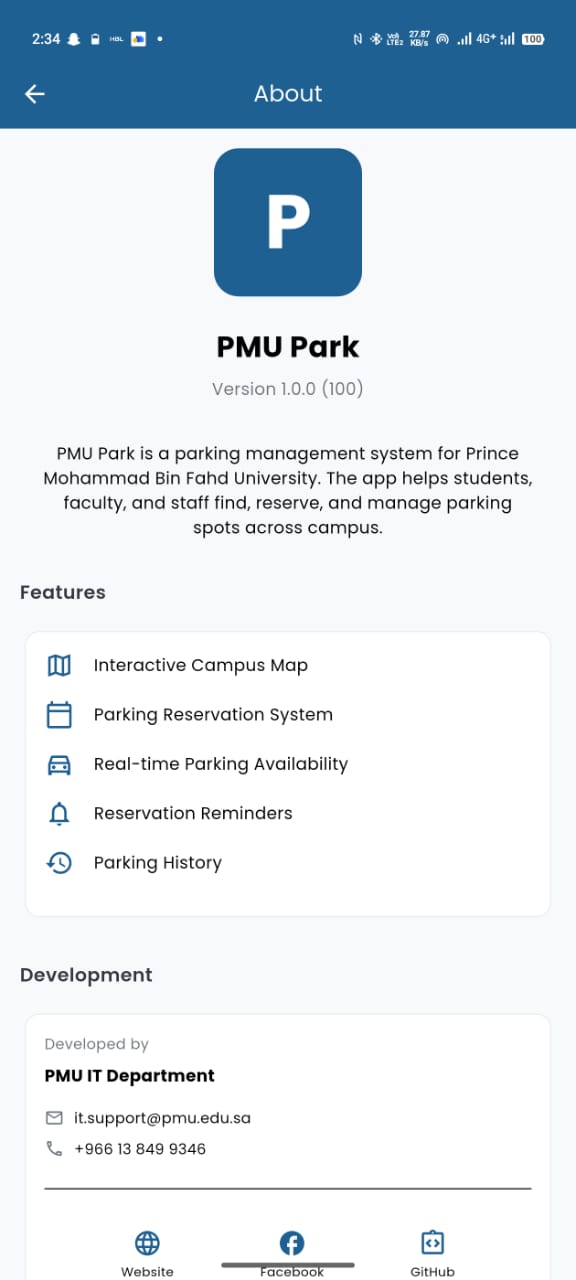 2:34 HBL Vo) LTE2 27.87 KB/s 4G+ 100
About
P
PMU Park
Version 1.0.0 (100)
PMU Park is a parking management system for Prince
Mohammad Bin Fahd University. The app helps students,
faculty, and staff find, reserve, and manage parking
spots across campus.
Features
Interactive Campus Map
Parking Reservation System
Real-time Parking Availability
Reservation Reminders
Parking History
Development
Developed by
PMU IT Department
it.support@pmu.edu.sa
+966 13 849 9346
Website Facebook GitHub